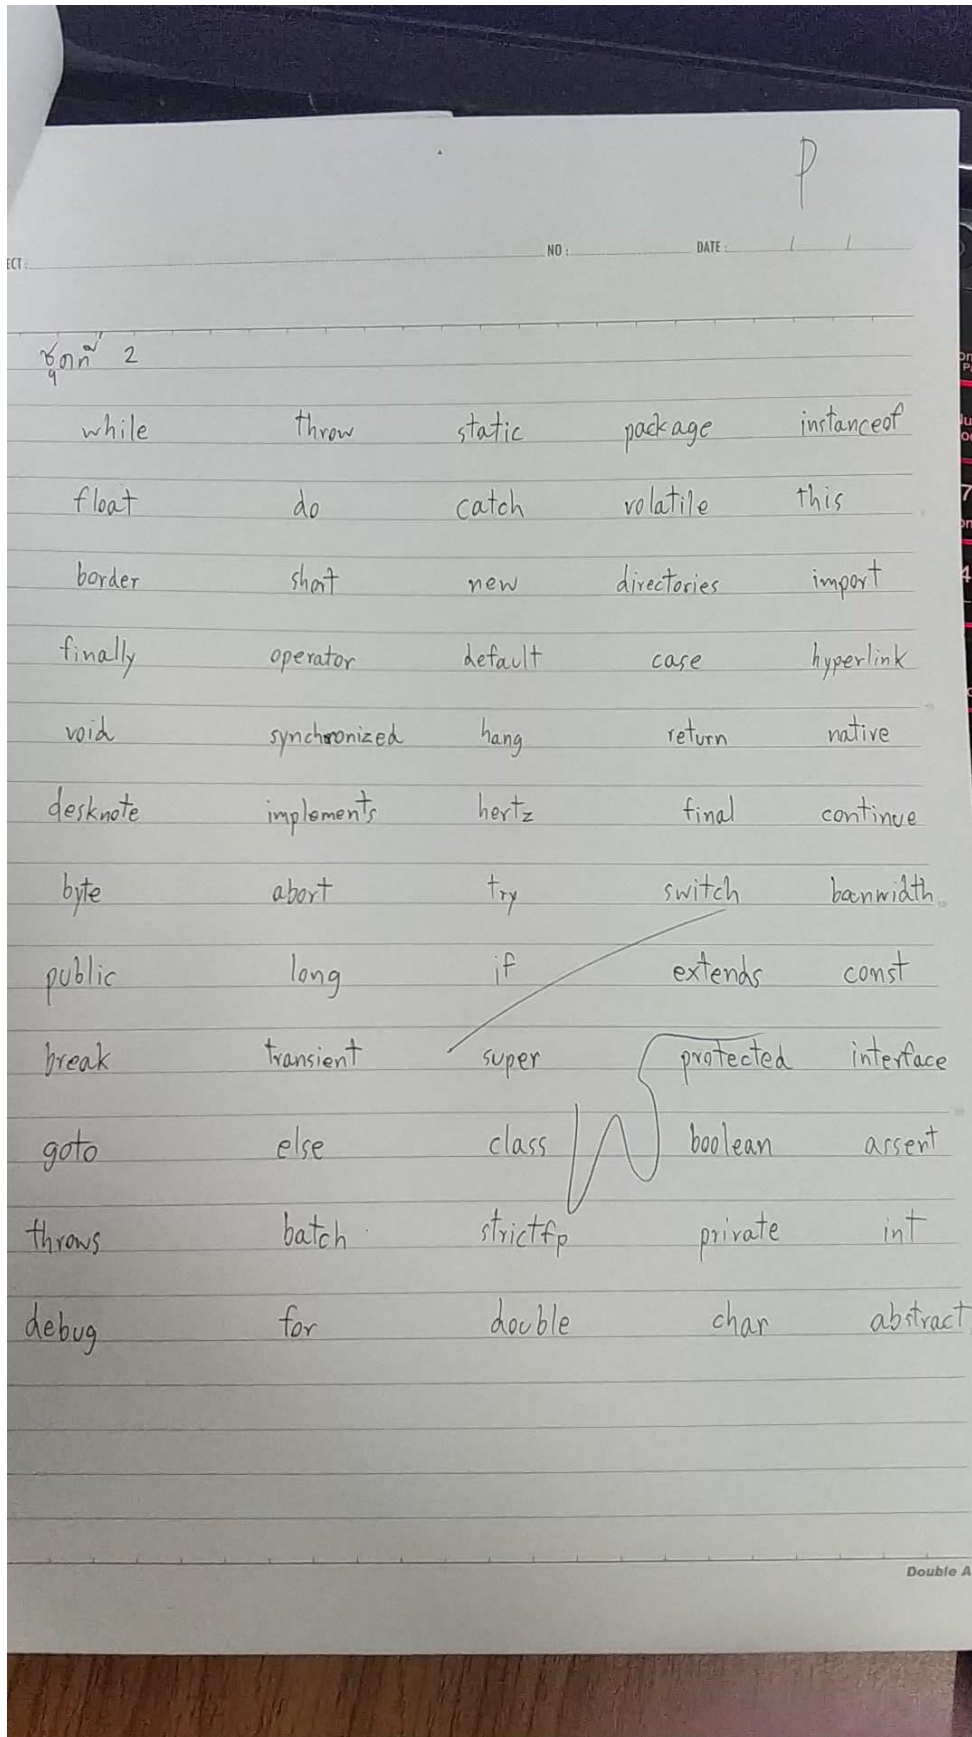 P
ECT : NO : DATE : / /
ชุดที่ 2
while throw static package instanceof
float do catch volatile this
border short new directories import
finally operator default case hyperlink
void synchronized hang return native
desknote implements hertz final continue
byte abort try switch banwidth
public long if extends const
break transient super protected interface
goto else class boolean assert
throws batch strictfp private int
debug for double char abstract
Double A